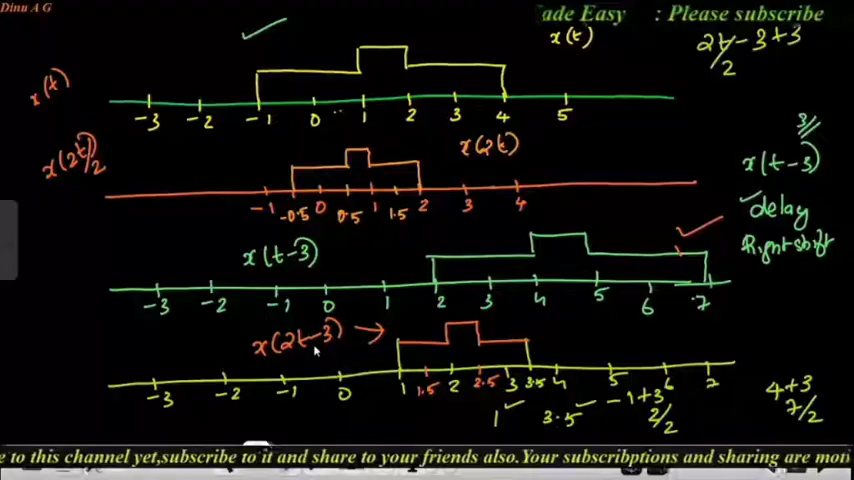 Dinu A G
ade Easy : Please subscribe
x(t)
2t-3+3
2
x(t)
-3 -2 -1 0 1 2 3 4 5
3
x(2t)/2
x(2t)
x(t-3)
-1 -0.5 0 0.5 1 1.5 2 3 4
delay
Right shift
x(t-3)
-3 -2 -1 0 1 2 3 4 5 6 7
x(2t-3)
-3 -2 -1 0 1 1.5 2 2.5 3 3.5 4 5 6 7
1 3.5 -1+3
2/2
4+3
7/2
e to this channel yet,subscribe to it and share to your friends also.Your subscribptions and sharing are moti